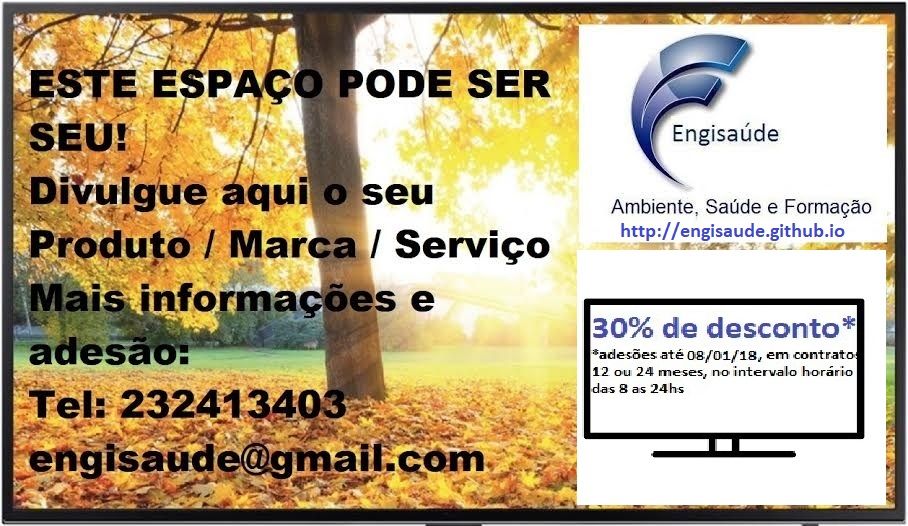 ESTE ESPAÇO PODE SER
SEU!
Divulgue aqui o seu
Produto / Marca / Serviço
Mais informações e
adesão:
Tel: 232413403
engisaude@gmail.com
Engisaúde
Ambiente, Saúde e Formação
http://engisaude.github.io
30% de desconto*
*adesões até 08/01/18, em contratos
12 ou 24 meses, no intervalo horário
das 8 as 24hs